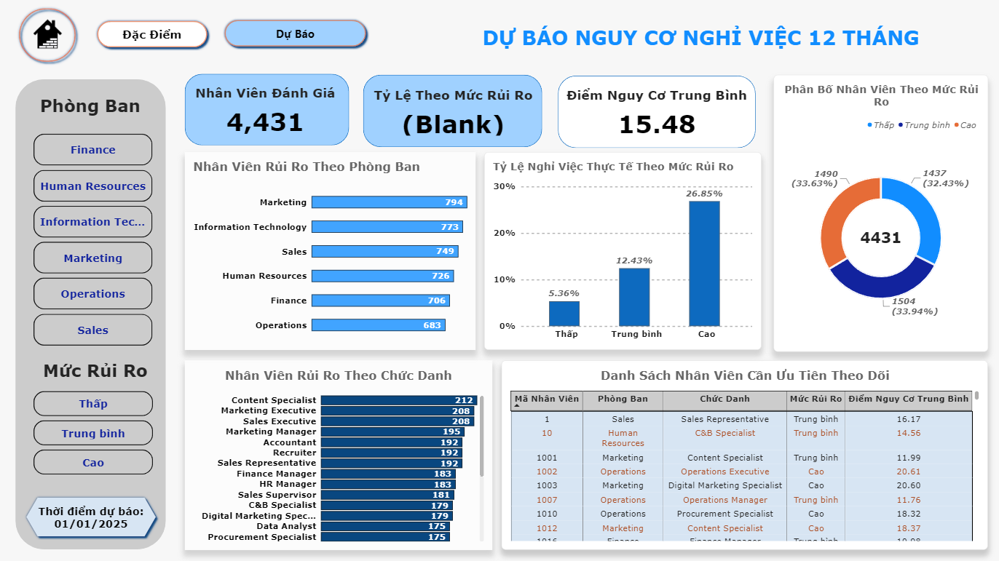 Đặc Điểm
Dự Báo
DỰ BÁO NGUY CƠ NGHỈ VIỆC 12 THÁNG
Phòng Ban
Finance
Human Resources
Information Tec...
Marketing
Operations
Sales
Mức Rủi Ro
Thấp
Trung bình
Cao
Thời điểm dự báo:
01/01/2025
Nhân Viên Đánh Giá
4,431
Tỷ Lệ Theo Mức Rủi Ro
(Blank)
Điểm Nguy Cơ Trung Bình
15.48
Phân Bố Nhân Viên Theo Mức Rủi
Ro
Thấp Trung bình Cao
1490
(33.63%)
1437
(32.43%)
4431
1504
(33.94%)
Nhân Viên Rủi Ro Theo Phòng Ban
Marketing 794
Information Technology 773
Sales 749
Human Resources 726
Finance 706
Operations 683
Tỷ Lệ Nghỉ Việc Thực Tế Theo Mức Rủi Ro
30%
20%
10%
0%
5.36%
12.43%
26.85%
Thấp Trung bình Cao
Nhân Viên Rủi Ro Theo Chức Danh
Content Specialist 212
Marketing Executive 208
Sales Executive 208
Marketing Manager 195
Accountant 192
Recruiter 192
Sales Representative 192
Finance Manager 183
HR Manager 183
Sales Supervisor 181
C&B Specialist 179
Digital Marketing Spec... 179
Data Analyst 175
Procurement Specialist 175
Danh Sách Nhân Viên Cần Ưu Tiên Theo Dõi
Mã Nhân Viên Phòng Ban Chức Danh Mức Rủi Ro Điểm Nguy Cơ Trung Bình
1 Sales Sales Representative Trung bình 16.17
10 Human Resources C&B Specialist Trung bình 14.56
1001 Marketing Content Specialist Trung bình 11.99
1002 Operations Operations Executive Cao 20.61
1003 Marketing Digital Marketing Specialist Cao 20.60
1007 Operations Operations Manager Trung bình 11.76
1010 Operations Procurement Specialist Cao 18.32
1012 Marketing Content Specialist Cao 18.37